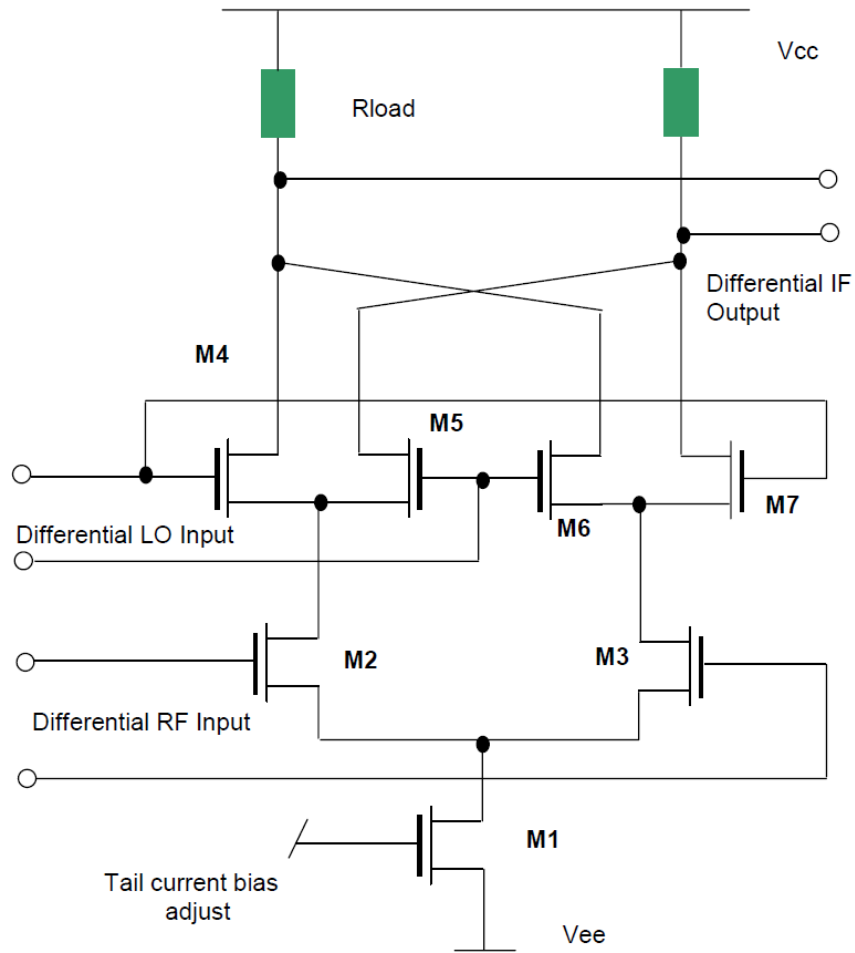 Vcc
Rload
Differential IF
Output
M4
M5
M6
M7
Differential LO Input
M2
M3
Differential RF Input
M1
Tail current bias
adjust
Vee